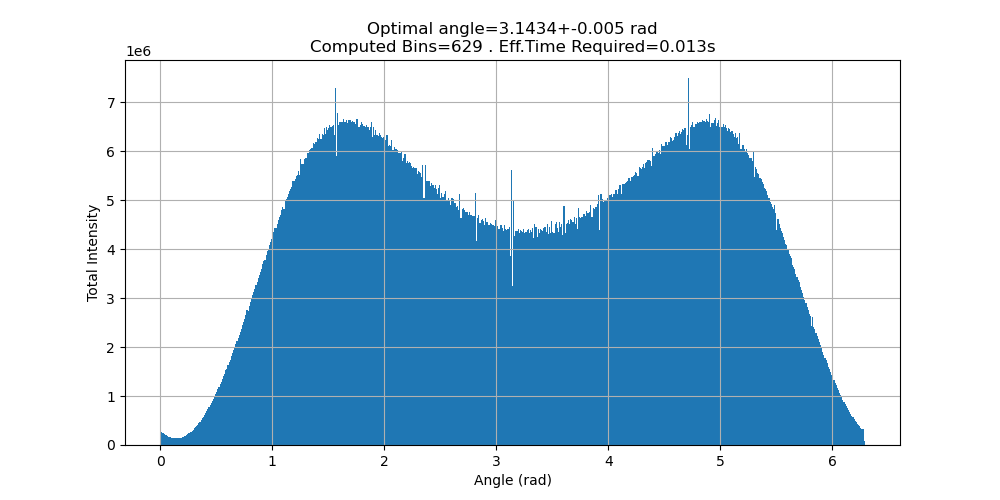 Optimal angle=3.1434+-0.005 rad
Computed Bins=629 . Eff.Time Required=0.013s
1e6
7
6
5
4
3
2
1
0
Total Intensity
0 1 2 3 4 5 6
Angle (rad)